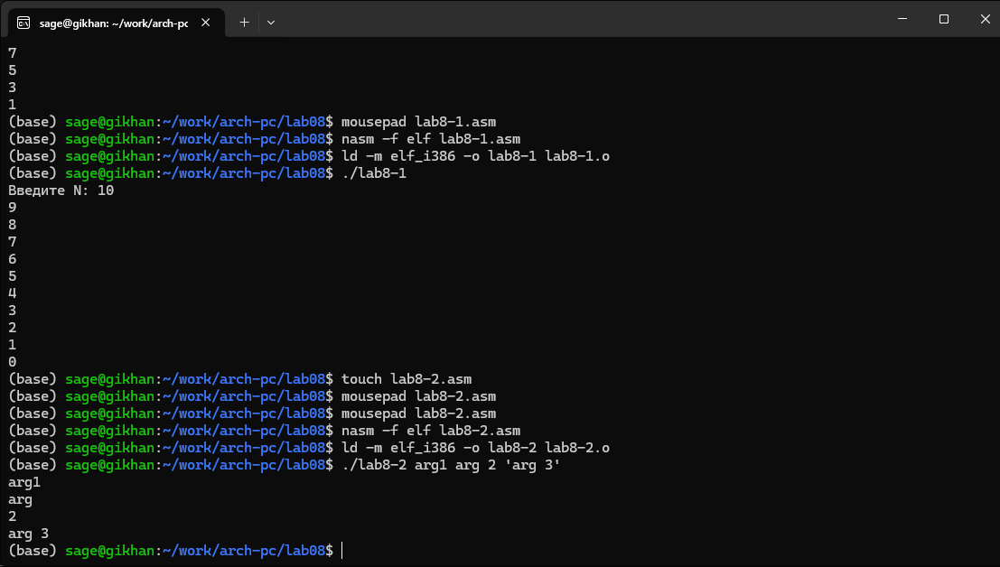 sage@gikhan: ~/work/arch-pc
7
5
3
1
(base) sage@gikhan:~/work/arch-pc/lab08$ mousepad lab8-1.asm
(base) sage@gikhan:~/work/arch-pc/lab08$ nasm -f elf lab8-1.asm
(base) sage@gikhan:~/work/arch-pc/lab08$ ld -m elf_i386 -o lab8-1 lab8-1.o
(base) sage@gikhan:~/work/arch-pc/lab08$ ./lab8-1
Введите N: 10
9
8
7
6
5
4
3
2
1
0
(base) sage@gikhan:~/work/arch-pc/lab08$ touch lab8-2.asm
(base) sage@gikhan:~/work/arch-pc/lab08$ mousepad lab8-2.asm
(base) sage@gikhan:~/work/arch-pc/lab08$ mousepad lab8-2.asm
(base) sage@gikhan:~/work/arch-pc/lab08$ nasm -f elf lab8-2.asm
(base) sage@gikhan:~/work/arch-pc/lab08$ ld -m elf_i386 -o lab8-2 lab8-2.o
(base) sage@gikhan:~/work/arch-pc/lab08$ ./lab8-2 arg1 arg 2 'arg 3'
arg1
arg
2
arg 3
(base) sage@gikhan:~/work/arch-pc/lab08$